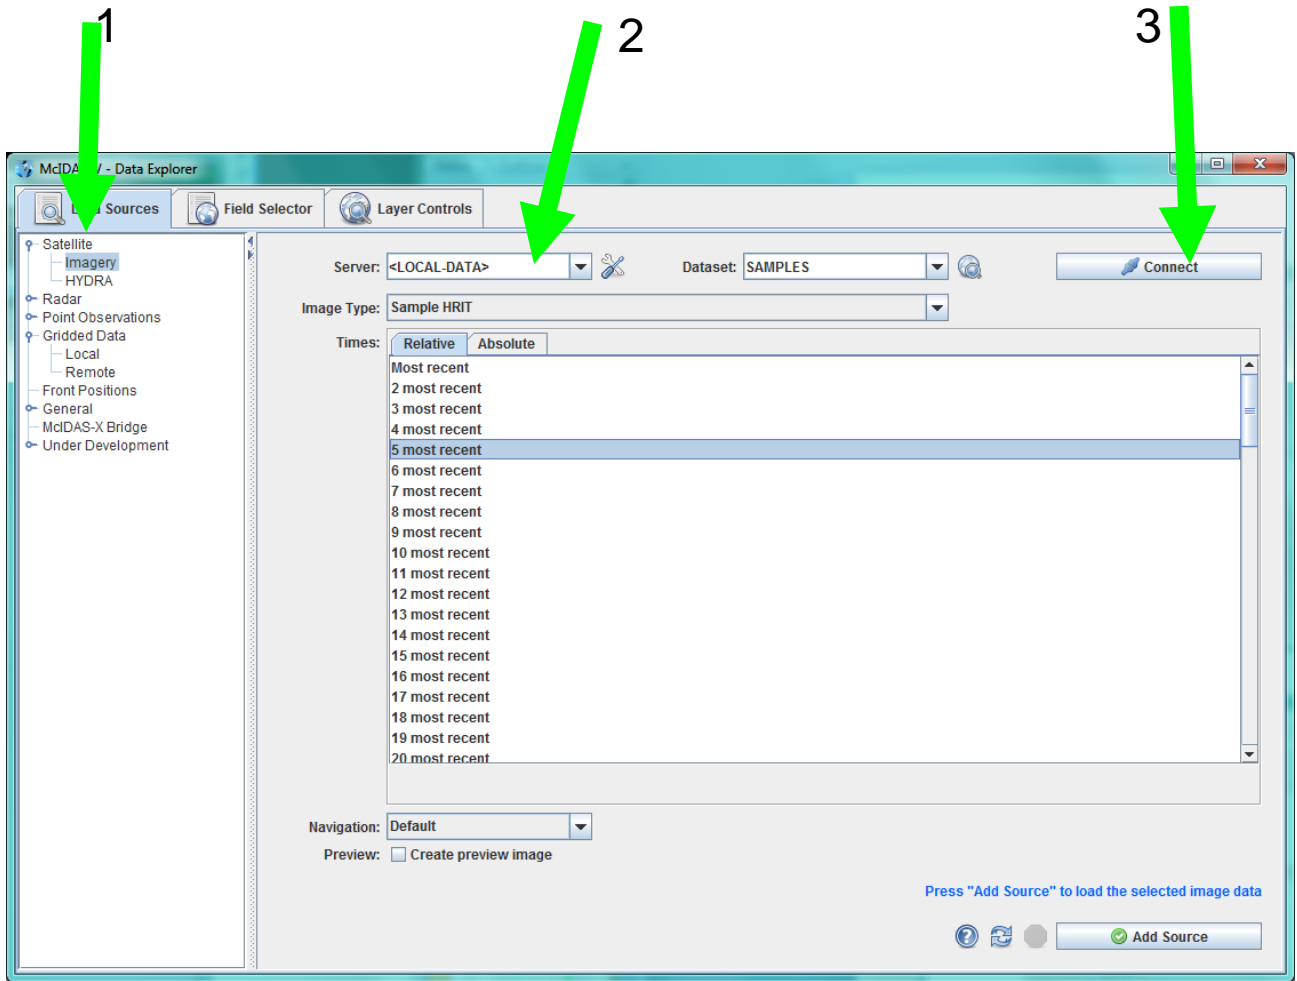 1
2
3
McIDAS-V - Data Explorer
Data Sources
Field Selector
Layer Controls
Satellite
Imagery
HYDRA
Radar
Point Observations
Gridded Data
Local
Remote
Front Positions
General
McIDAS-X Bridge
Under Development
Server: <LOCAL-DATA>
Dataset: SAMPLES
Connect
Image Type: Sample HRIT
Times: Relative Absolute
Most recent
2 most recent
3 most recent
4 most recent
5 most recent
6 most recent
7 most recent
8 most recent
9 most recent
10 most recent
11 most recent
12 most recent
13 most recent
14 most recent
15 most recent
16 most recent
17 most recent
18 most recent
19 most recent
20 most recent
Navigation: Default
Preview: Create preview image
Press "Add Source" to load the selected image data
Add Source